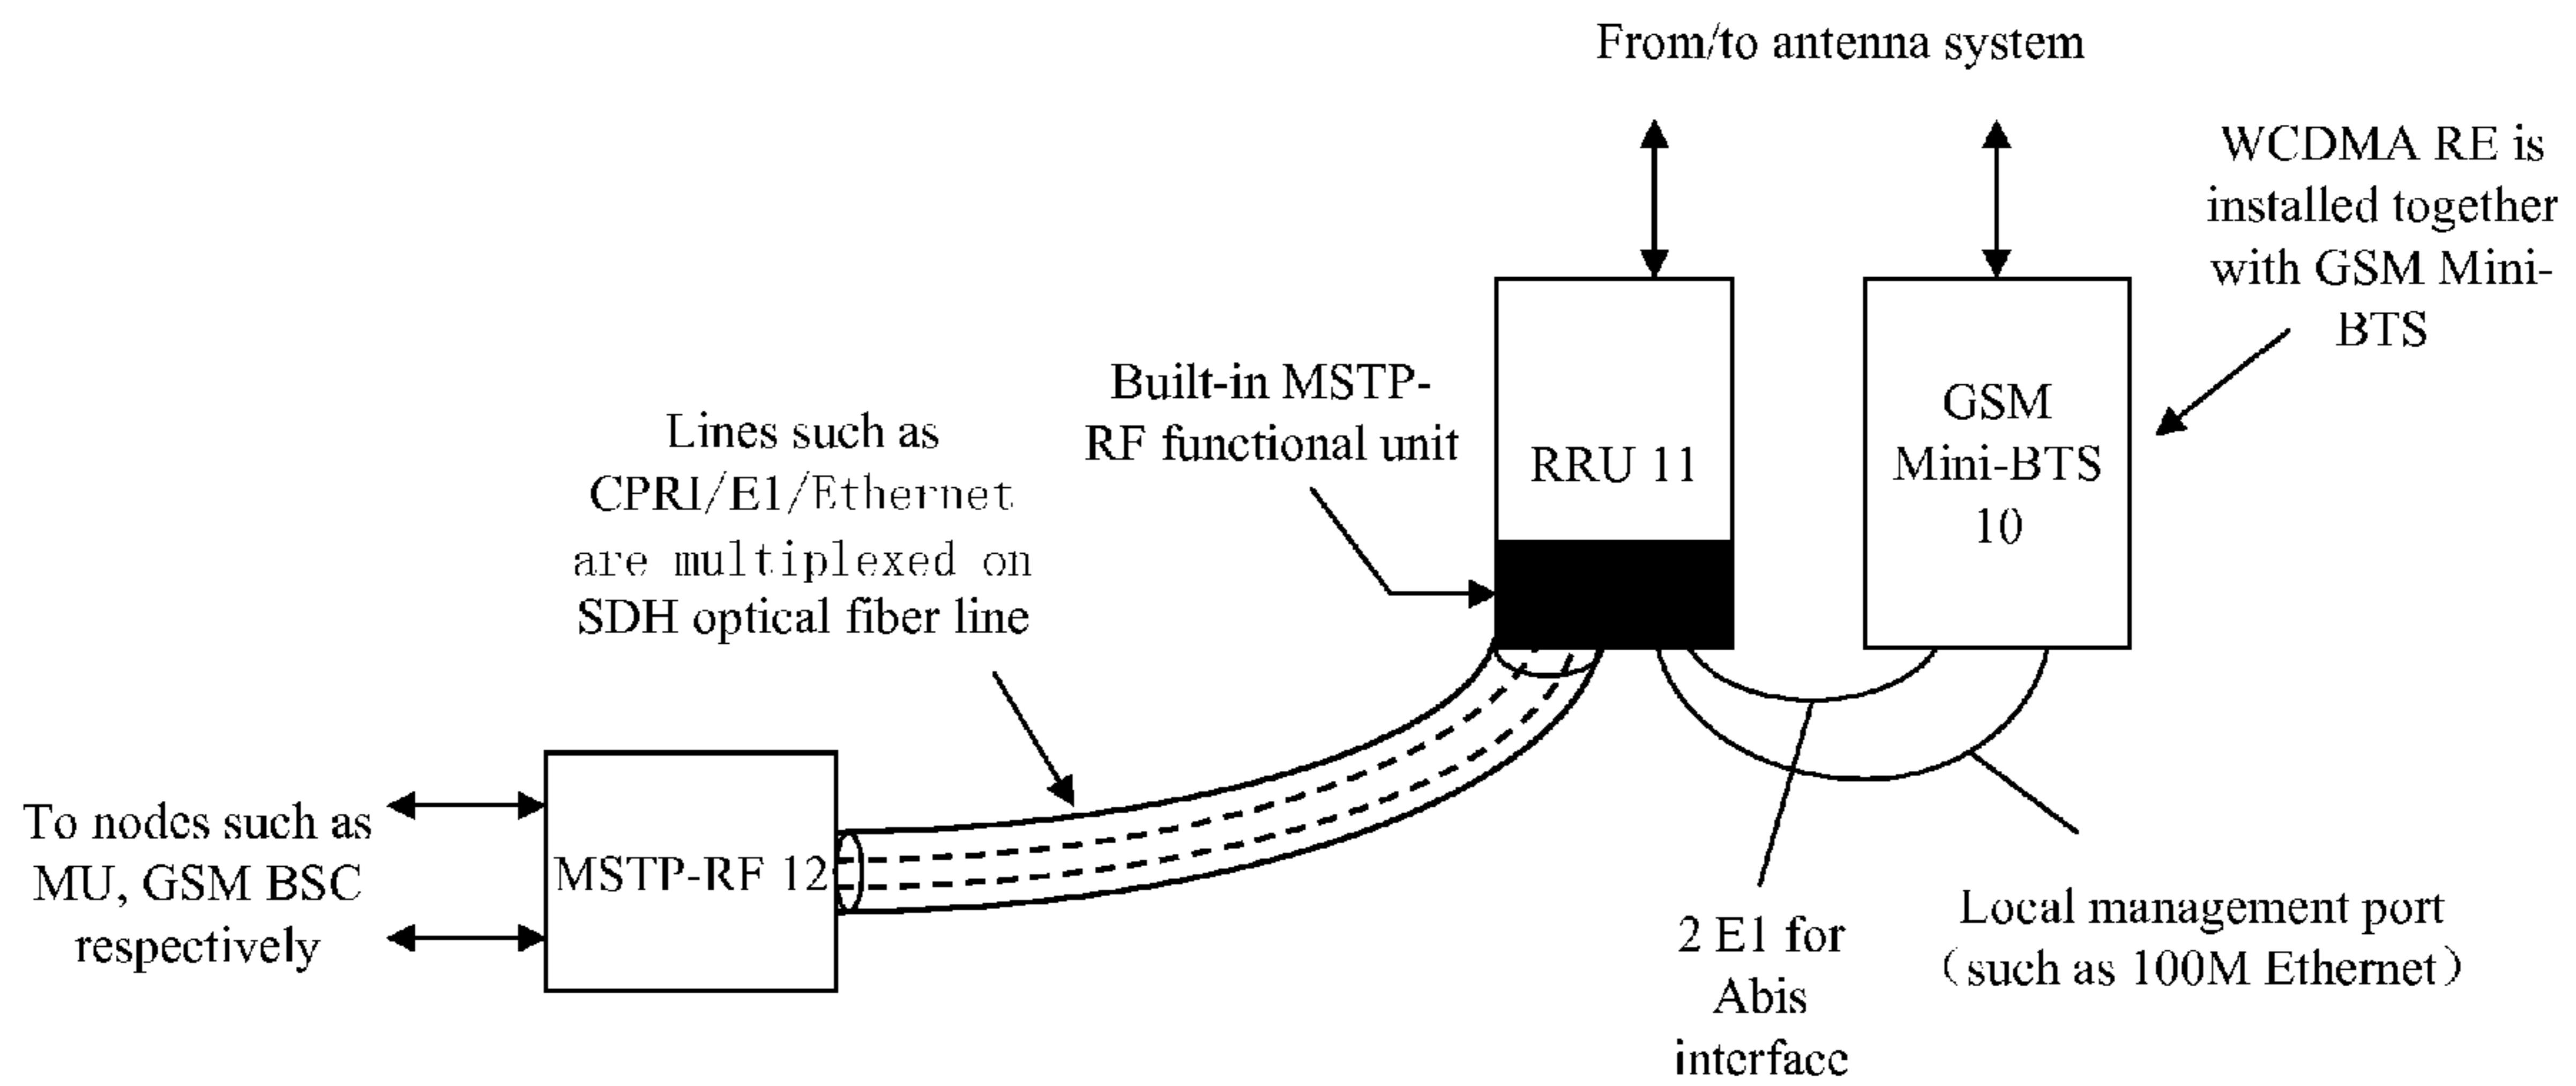 From/to antenna system
WCDMA RE is
installed together
with GSM Mini-
BTS
Built-in MSTP-
RF functional unit
Lines such as
CPRI/E1/Ethernet
are multiplexed on
SDH optical fiber line
RRU 11
GSM
Mini-BTS
10
To nodes such as
MU, GSM BSC
respectively
MSTP-RF 12
2 E1 for
Abis
interface
Local management port
（such as 100M Ethernet）